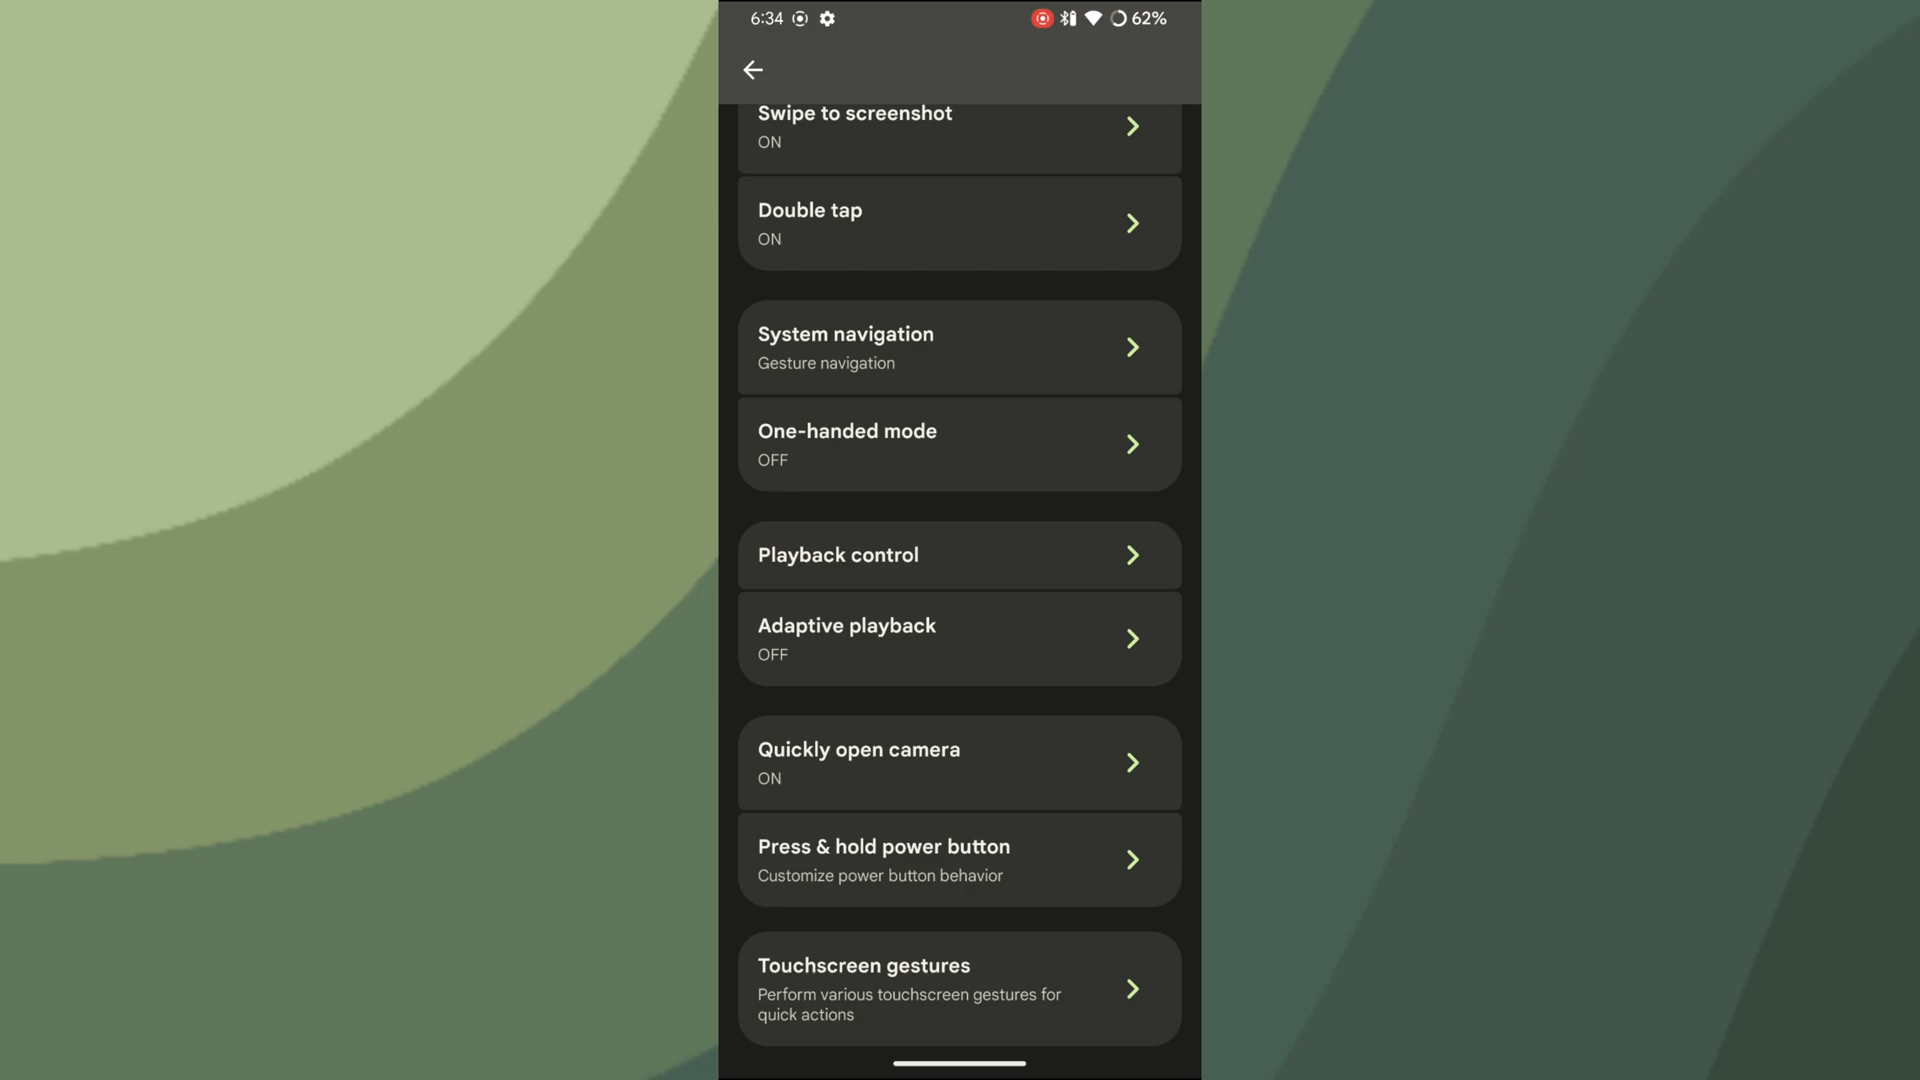 6:34
62%
Swipe to screenshot
ON
Double tap
ON
System navigation
Gesture navigation
One-handed mode
OFF
Playback control
Adaptive playback
OFF
Quickly open camera
ON
Press & hold power button
Customize power button behavior
Touchscreen gestures
Perform various touchscreen gestures for
quick actions